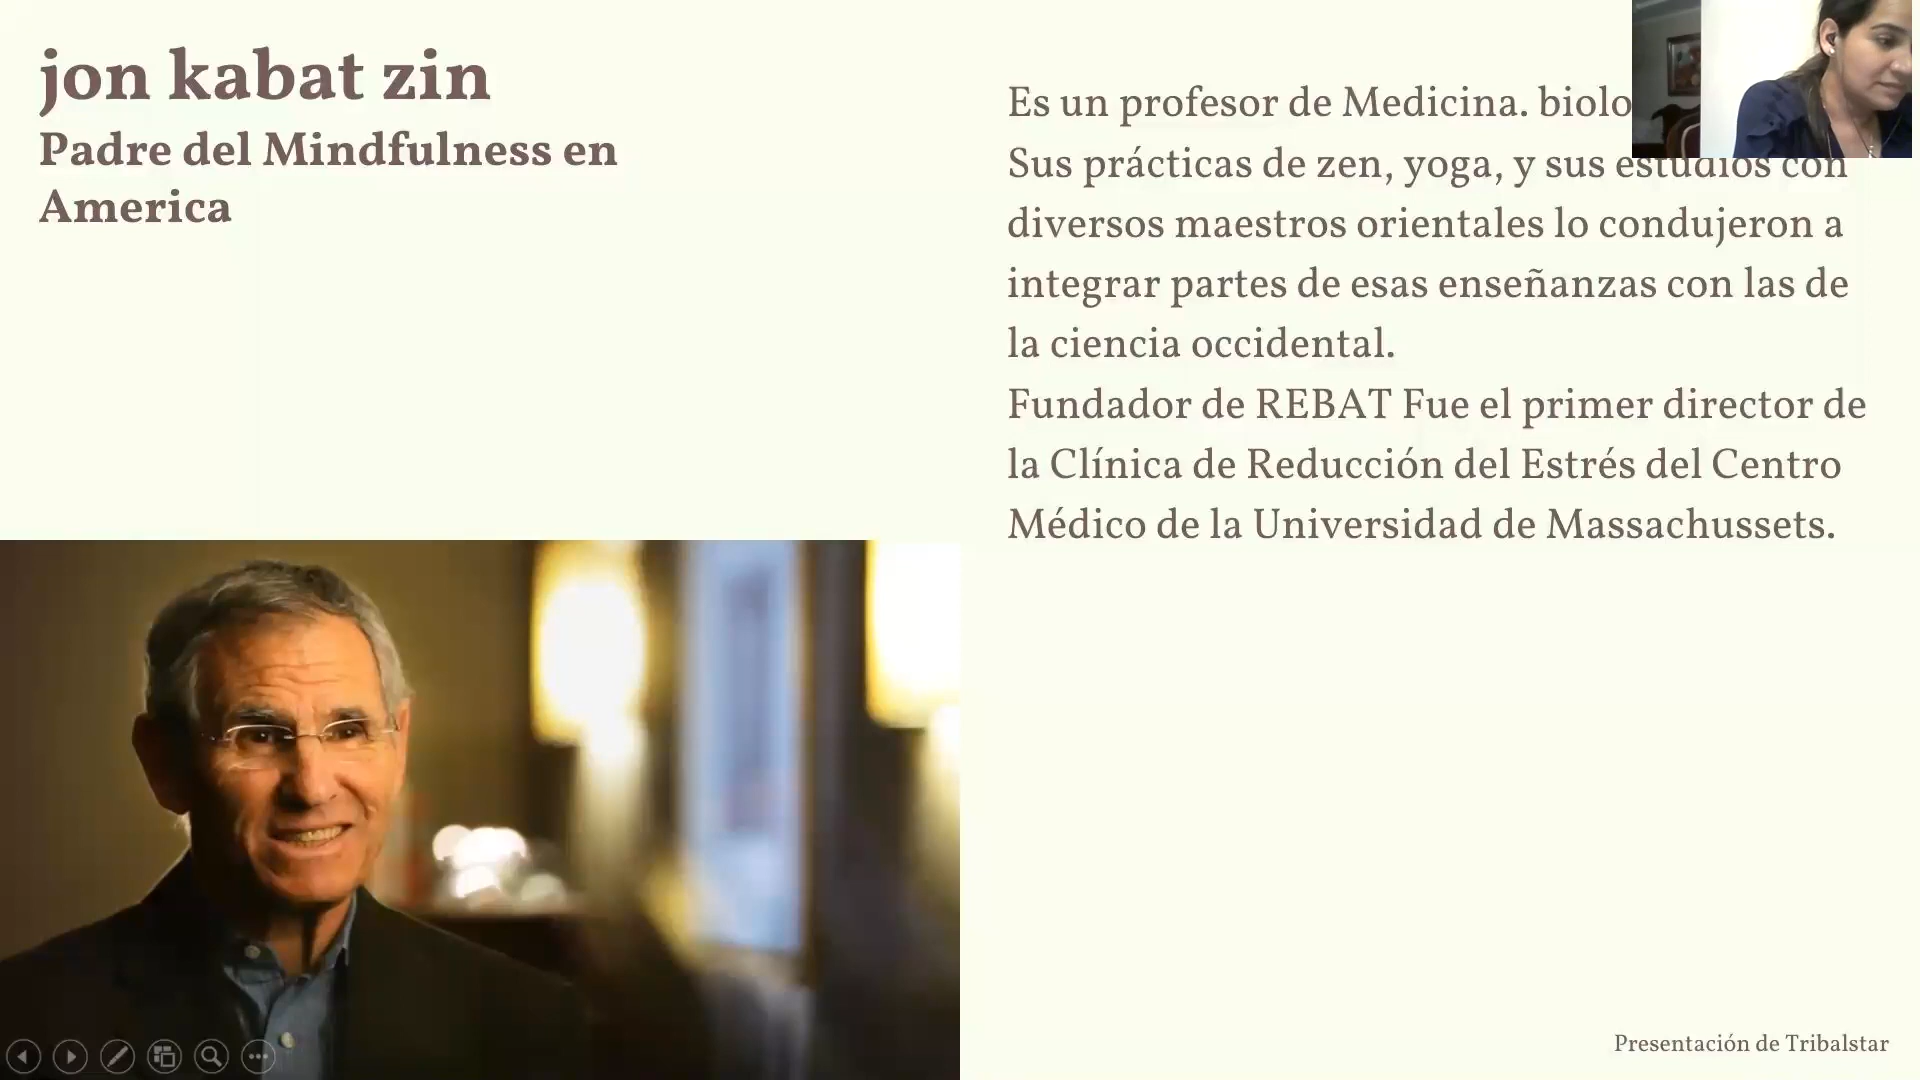 jon kabat zin
Padre del Mindfulness en
America
Es un profesor de Medicina.
Sus prácticas de zen, yoga, y sus estudios con
diversos maestros orientales lo condujeron a
integrar partes de esas enseñanzas con las de
la ciencia occidental.
Fundador de REBAT Fue el primer director de
la Clínica de Reducción del Estrés del Centro
Médico de la Universidad de Massachussets.
Presentación de Tribalstar